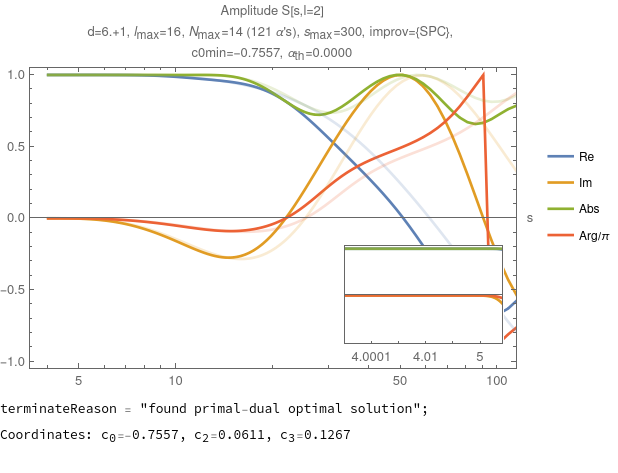 Amplitude S[s,l=2]
d=6.+1, lmax=16, Nmax=14 (121 α's), smax=300, improv={SPC},
c0min=-0.7557, αth=0.0000
1.0
0.5
0.0
-0.5
-1.0
5
10
50
100
s
4.0001
4.01
5
Re
Im
Abs
Arg/π
terminateReason = "found primal-dual optimal solution";
Coordinates: c0=-0.7557, c2=0.0611, c3=0.1267